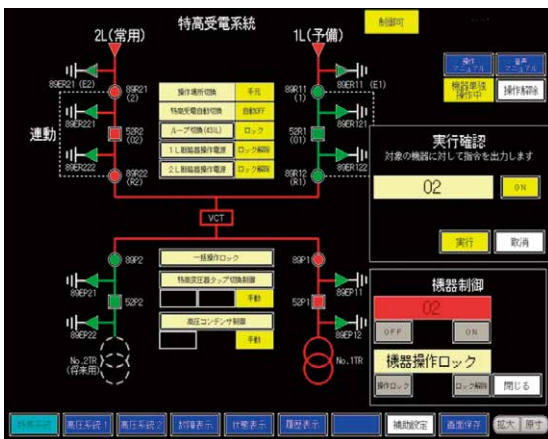 特高受電系統
制御可
2L(常用)
1L(予備)
操作
マニュアル
音声
マニュアル
機器単独
操作中
操作解除
89ER21 (E2)
89R21
(2)
操作場所切換
手元
89R11
(2)
89ER11 (E1)
特高受電自動切換
自動OFF
89ER221
89ER121
連動
52R2
(O2)
ループ切換(43IL)
ロック
52R1
(O1)
1L断路器操作電源
ロック解除
89ER222
89R22
(R2)
2L断路器操作電源
ロック解除
89R12
(R1)
89ER122
実行確認
対象の機器に対して指令を出力します
02
ON
実行
取消
VCT
89P2
一括操作ロック
89P1
89EP21
特高変圧器タップ切換制御
手動
89EP11
52P2
52P1
高圧コンデンサ制御
手動
89EP22
89EP12
No.2TR
(将来用)
No.1TR
機器制御
02
OFF
ON
機器操作ロック
操作ロック
ロック解除
閉じる
特高系統
高圧系統1
高圧系統2
故障表示
状態表示
履歴表示
補助設定
画面保存
拡大
原寸